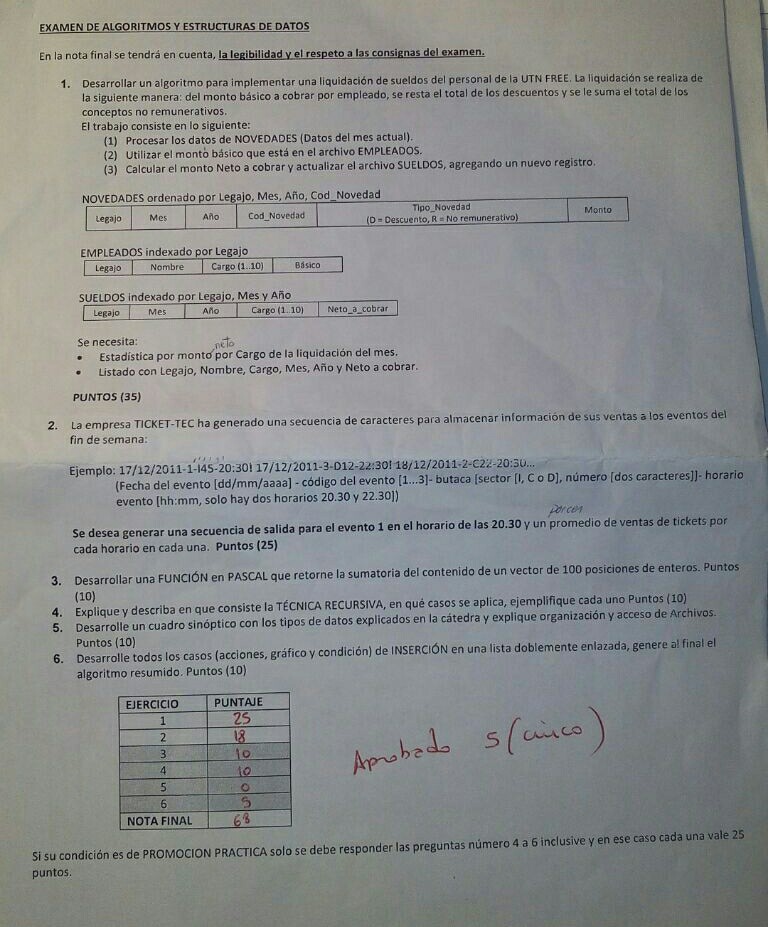 EXAMEN DE ALGORITMOS Y ESTRUCTURAS DE DATOS
En la nota final se tendrá en cuenta, la legibilidad y el respeto a las consignas del examen.
1. Desarrollar un algoritmo para implementar una liquidación de sueldos del personal de la UTN FREE. La liquidación se realiza de
la siguiente manera: del monto básico a cobrar por empleado, se resta el total de los descuentos y se le suma el total de los
conceptos no remunerativos.
El trabajo consiste en lo siguiente:
(1) Procesar los datos de NOVEDADES (Datos del mes actual).
(2) Utilizar el monto básico que está en el archivo EMPLEADOS.
(3) Calcular el monto Neto a cobrar y actualizar el archivo SUELDOS, agregando un nuevo registro.
NOVEDADES ordenado por Legajo, Mes, Año, Cod_Novedad
Legajo Mes Año Cod_Novedad Tipo_Novedad Monto
(D = Descuento, R = No remunerativo)
EMPLEADOS indexado por Legajo
Legajo Nombre Cargo (1..10) Básico
SUELDOS indexado por Legajo, Mes y Año
Legajo Mes Año Cargo (1..10) Neto_a_cobrar
Se necesita:
neto
• Estadística por monto por Cargo de la liquidación del mes.
• Listado con Legajo, Nombre, Cargo, Mes, Año y Neto a cobrar.
PUNTOS (35)
2. La empresa TICKET-TEC ha generado una secuencia de caracteres para almacenar información de sus ventas a los eventos del
fin de semana:
Ejemplo: 17/12/2011-1-I45-20:30! 17/12/2011-3-D12-22:30! 18/12/2011-2-C22-20:30...
(Fecha del evento [dd/mm/aaaa] - código del evento [1...3]- butaca [sector [I, C o D], número [dos caracteres]]- horario
evento [hh:mm, solo hay dos horarios 20.30 y 22.30])
Se desea generar una secuencia de salida para el evento 1 en el horario de las 20.30 y un promedio de ventas de tickets por
cada horario en cada una. Puntos (25)
3. Desarrollar una FUNCIÓN en PASCAL que retorne la sumatoria del contenido de un vector de 100 posiciones de enteros. Puntos
(10)
4. Explique y describa en que consiste la TÉCNICA RECURSIVA, en qué casos se aplica, ejemplifique cada uno Puntos (10)
5. Desarrolle un cuadro sinóptico con los tipos de datos explicados en la cátedra y explique organización y acceso de Archivos.
Puntos (10)
6. Desarrolle todos los casos (acciones, gráfico y condición) de INSERCIÓN en una lista doblemente enlazada, genere al final el
algoritmo resumido. Puntos (10)
EJERCICIO PUNTAJE
1 25
2 18
3 10
4 10
5 0
6 5
NOTA FINAL 68
Aprobado 5 (cinco)
Si su condición es de PROMOCION PRACTICA solo se debe responder las preguntas número 4 a 6 inclusive y en ese caso cada una vale 25
puntos.